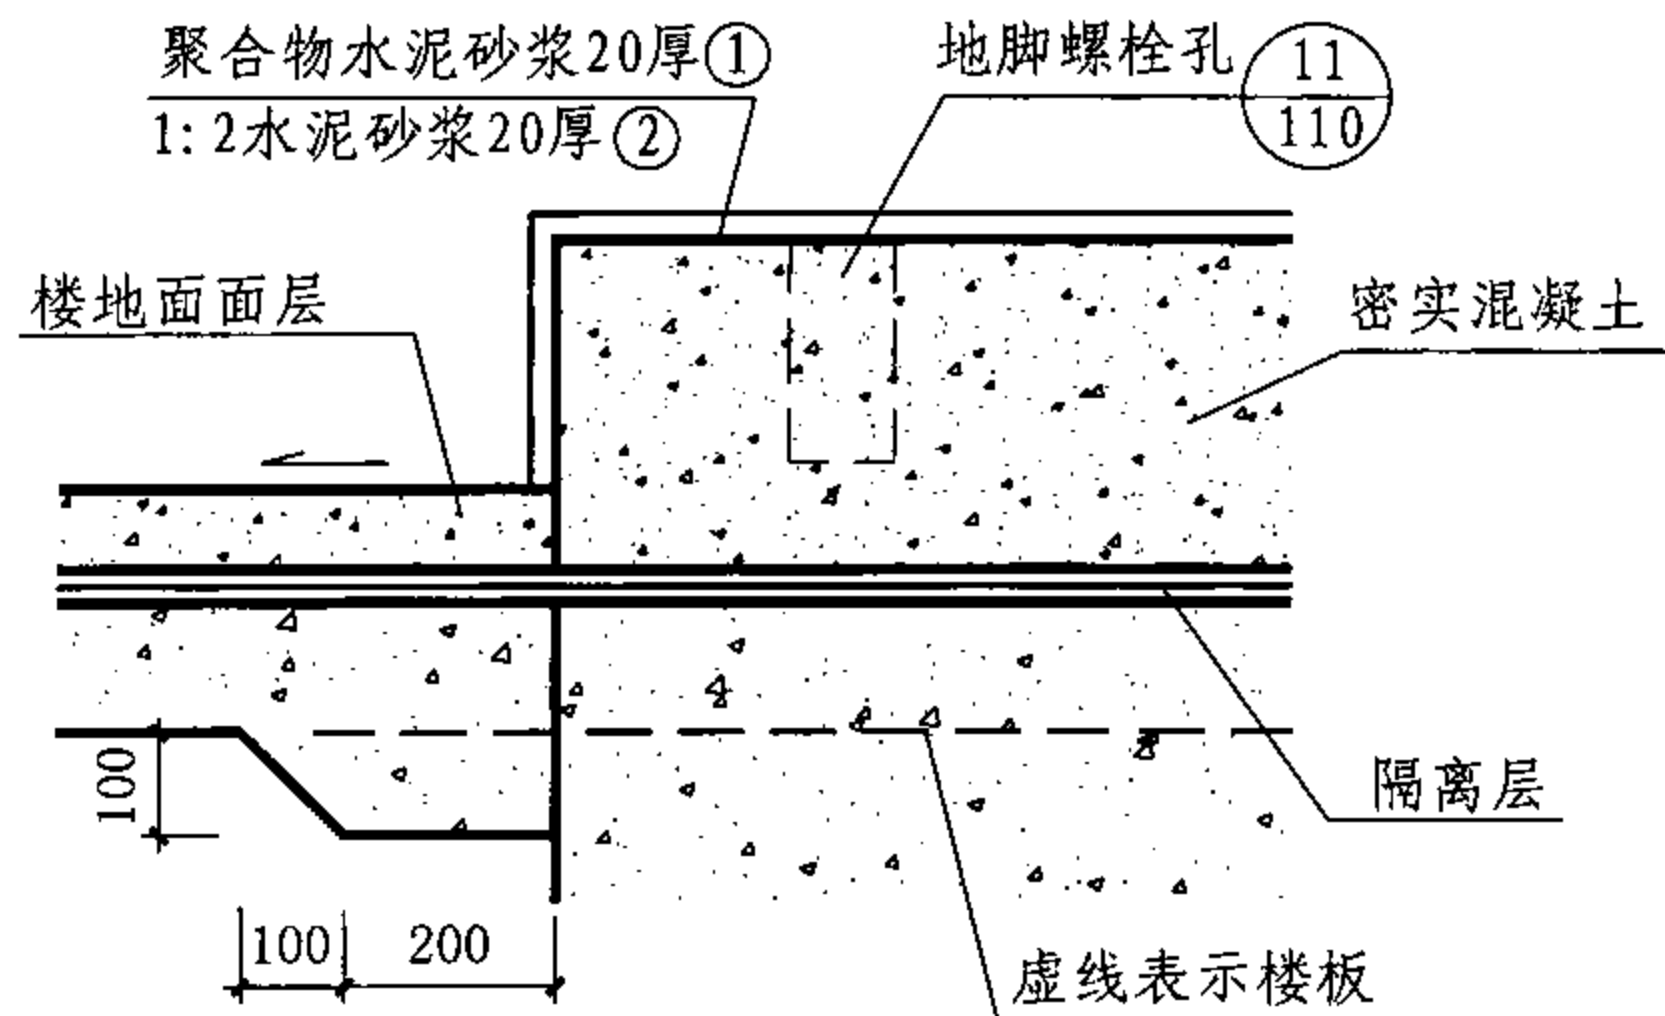 聚合物水泥砂浆20厚①
1:2水泥砂浆20厚②
地脚螺栓孔
11
110
楼地面面层
密实混凝土
隔离层
100
100
200
虚线表示楼板